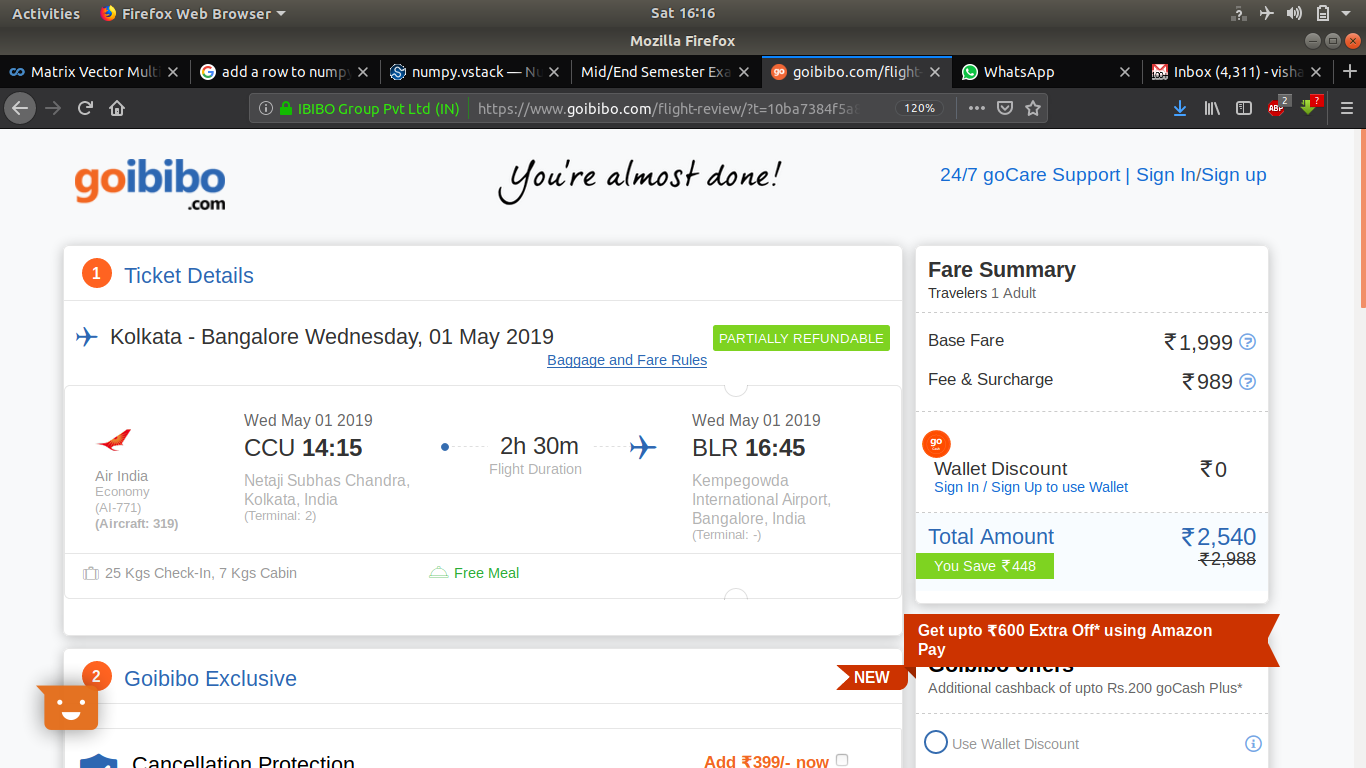 Activities Firefox Web Browser Sat 16:16
Mozilla Firefox
Matrix Vector Mult add a row to numpy numpy.vstack — Nu Mid/End Semester Exa goibibo.com/flight- WhatsApp Inbox (4,311) - visha
IBIBO Group Pvt Ltd (IN) https://www.goibibo.com/flight-review/?t=10ba7384f5a8 120% ABP 2 ?
goibibo.com
You're almost done!
24/7 goCare Support | Sign In/Sign up
1 Ticket Details
Kolkata - Bangalore Wednesday, 01 May 2019
PARTIALLY REFUNDABLE
Baggage and Fare Rules
Air India
Economy
(AI-771)
(Aircraft: 319)
Wed May 01 2019
CCU 14:15
Netaji Subhas Chandra,
Kolkata, India
(Terminal: 2)
2h 30m
Flight Duration
Wed May 01 2019
BLR 16:45
Kempegowda
International Airport,
Bangalore, India
(Terminal: -)
25 Kgs Check-In, 7 Kgs Cabin
Free Meal
2 Goibibo Exclusive
NEW
Cancellation Protection
Add ₹399/- now
Fare Summary
Travelers 1 Adult
Base Fare ₹1,999 ?
Fee & Surcharge ₹989 ?
go
Wallet Discount ₹0
Sign In / Sign Up to use Wallet
Total Amount ₹2,540
You Save ₹448 ₹2,988
Get upto ₹600 Extra Off* using Amazon
Pay
Goibibo offers
Additional cashback of upto Rs.200 goCash Plus*
Use Wallet Discount